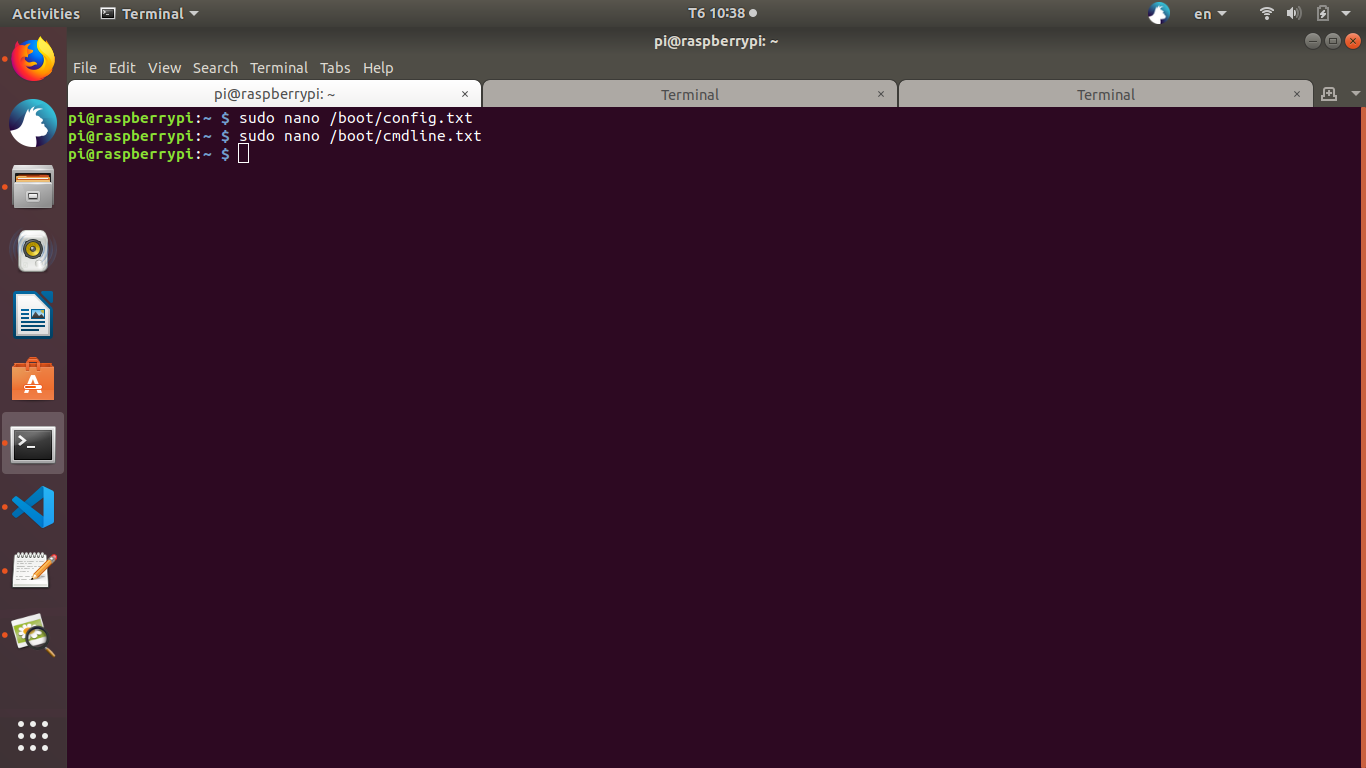 Activities Terminal T6 10:38 en
pi@raspberrypi: ~
File Edit View Search Terminal Tabs Help
pi@raspberrypi: ~ × Terminal × Terminal ×
pi@raspberrypi:~ $ sudo nano /boot/config.txt
pi@raspberrypi:~ $ sudo nano /boot/cmdline.txt
pi@raspberrypi:~ $